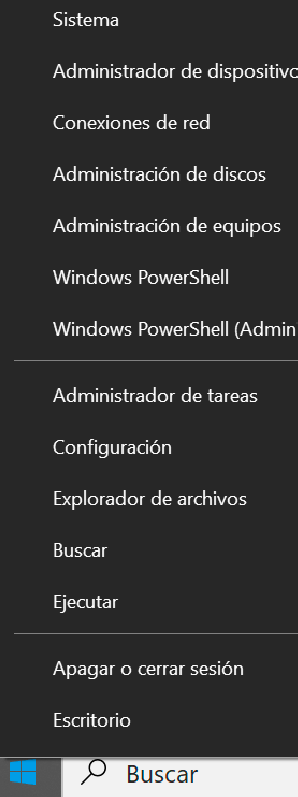 Sistema
Administrador de dispositivo
Conexiones de red
Administración de discos
Administración de equipos
Windows PowerShell
Windows PowerShell (Admin
Administrador de tareas
Configuración
Explorador de archivos
Buscar
Ejecutar
Apagar o cerrar sesión
Escritorio
Buscar